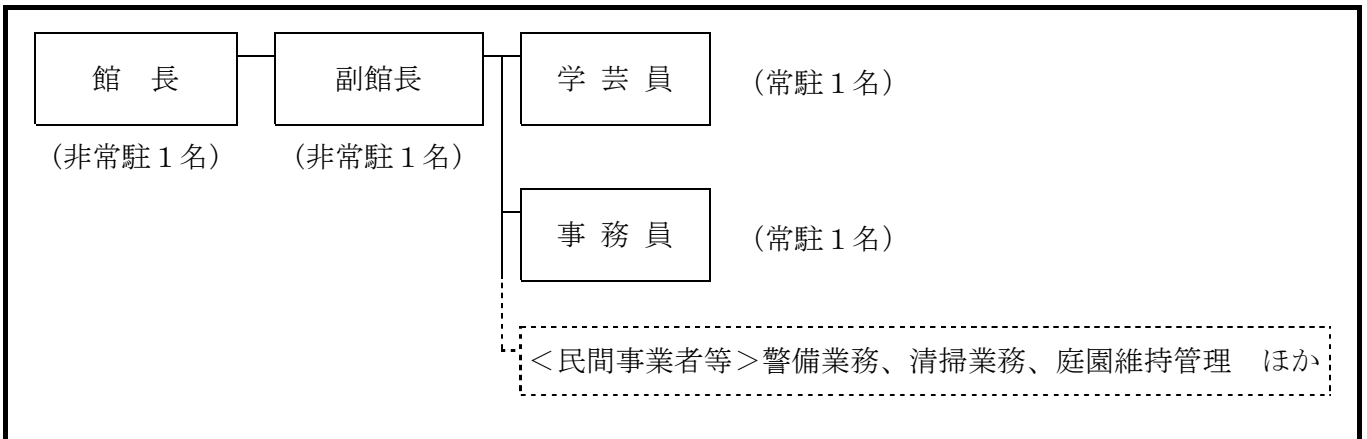 館　長
副館長
学 芸 員
（常駐１名）
（非常駐１名）
（非常駐１名）
事 務 員
（常駐１名）
＜民間事業者等＞警備業務、清掃業務、庭園維持管理　ほか